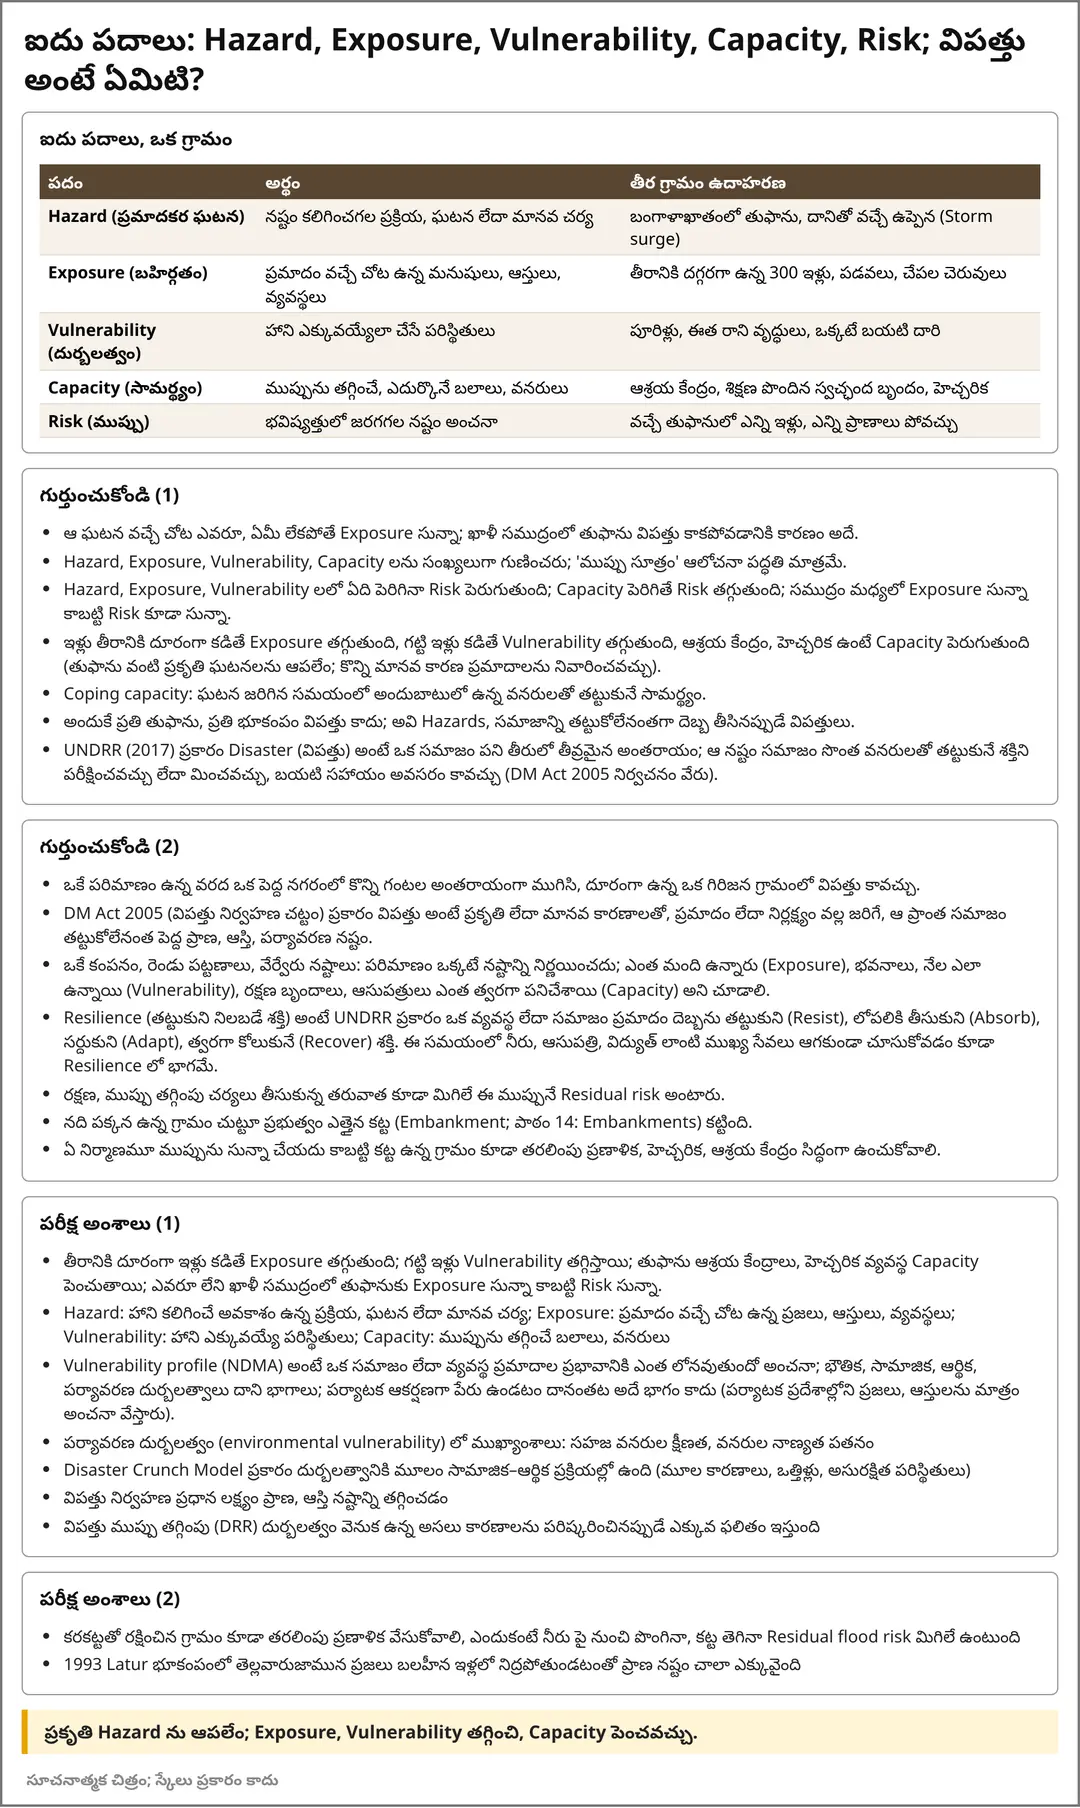 ఐదు పదాలు: Hazard, Exposure, Vulnerability, Capacity, Risk; విపత్తు
అంటే ఏమిటి?
ఐదు పదాలు, ఒక గ్రామం
పదం అర్థం తీర గ్రామం ఉదాహరణ
Hazard (ప్రమాదకర ఘటన) నష్టం కలిగించగల ప్రక్రియ, ఘటన లేదా మానవ చర్య బంగాళాఖాతంలో తుఫాను, దానితో వచ్చే ఉప్పెన (Storm
surge)
Exposure (బహిర్గతం) ప్రమాదం వచ్చే చోట ఉన్న మనుషులు, ఆస్తులు, తీరానికి దగ్గరగా ఉన్న 300 ఇళ్లు, పడవలు, చేపల చెరువులు
వ్యవస్థలు
Vulnerability హాని ఎక్కువయ్యేలా చేసే పరిస్థితులు పూరిళ్లు, ఈత రాని వృద్ధులు, ఒక్కటే బయటి దారి
(దుర్బలత్వం)
Capacity (సామర్థ్యం) ముప్పును తగ్గించే, ఎదుర్కొనే బలాలు, వనరులు ఆశ్రయ కేంద్రం, శిక్షణ పొందిన స్వచ్ఛంద బృందం, హెచ్చరిక
Risk (ముప్పు) భవిష్యత్తులో జరగగల నష్టం అంచనా వచ్చే తుఫానులో ఎన్ని ఇళ్లు, ఎన్ని ప్రాణాలు పోవచ్చు
గుర్తుంచుకోండి (1)
• ఆ ఘటన వచ్చే చోట ఎవరూ, ఏమీ లేకపోతే Exposure సున్నా; ఖాళీ సముద్రంలో తుఫాను విపత్తు కాకపోవడానికి కారణం అదే.
• Hazard, Exposure, Vulnerability, Capacity లను సంఖ్యలుగా గుణించరు; 'ముప్పు సూత్రం' ఆలోచనా పద్ధతి మాత్రమే.
• Hazard, Exposure, Vulnerability లలో ఏది పెరిగినా Risk పెరుగుతుంది; Capacity పెరిగితే Risk తగ్గుతుంది; సముద్రం మధ్యలో Exposure సున్నా
కాబట్టి Risk కూడా సున్నా.
• ఇళ్లు తీరానికి దూరంగా కడితే Exposure తగ్గుతుంది, గట్టి ఇళ్లు కడితే Vulnerability తగ్గుతుంది, ఆశ్రయ కేంద్రం, హెచ్చరిక ఉంటే Capacity పెరుగుతుంది
(తుఫాను వంటి ప్రకృతి ఘటనలను ఆపలేం; కొన్ని మానవ కారణ ప్రమాదాలను నివారించవచ్చు).
• Coping capacity: ఘటన జరిగిన సమయంలో అందుబాటులో ఉన్న వనరులతో తట్టుకునే సామర్థ్యం.
• అందుకే ప్రతి తుఫాను, ప్రతి భూకంపం విపత్తు కాదు; అవి Hazards, సమాజాన్ని తట్టుకోలేనంతగా దెబ్బ తీసినప్పుడే విపత్తులు.
• UNDRR (2017) ప్రకారం Disaster (విపత్తు) అంటే ఒక సమాజం పని తీరులో తీవ్రమైన అంతరాయం; ఆ నష్టం సమాజం సొంత వనరులతో తట్టుకునే శక్తిని
పరీక్షించవచ్చు లేదా మించవచ్చు, బయటి సహాయం అవసరం కావచ్చు (DM Act 2005 నిర్వచనం వేరు).
గుర్తుంచుకోండి (2)
• ఒకే పరిమాణం ఉన్న వరద ఒక పెద్ద నగరంలో కొన్ని గంటల అంతరాయంగా ముగిసి, దూరంగా ఉన్న ఒక గిరిజన గ్రామంలో విపత్తు కావచ్చు.
• DM Act 2005 (విపత్తు నిర్వహణ చట్టం) ప్రకారం విపత్తు అంటే ప్రకృతి లేదా మానవ కారణాలతో, ప్రమాదం లేదా నిర్లక్ష్యం వల్ల జరిగే, ఆ ప్రాంత సమాజం
తట్టుకోలేనంత పెద్ద ప్రాణ, ఆస్తి, పర్యావరణ నష్టం.
• ఒకే కంపనం, రెండు పట్టణాలు, వేర్వేరు నష్టాలు: పరిమాణం ఒక్కటే నష్టాన్ని నిర్ణయించదు; ఎంత మంది ఉన్నారు (Exposure), భవనాలు, నేల ఎలా
ఉన్నాయి (Vulnerability), రక్షణ బృందాలు, ఆసుపత్రులు ఎంత త్వరగా పనిచేశాయి (Capacity) అని చూడాలి.
• Resilience (తట్టుకుని నిలబడే శక్తి) అంటే UNDRR ప్రకారం ఒక వ్యవస్థ లేదా సమాజం ప్రమాదం దెబ్బను తట్టుకుని (Resist), లోపలికి తీసుకుని (Absorb),
సర్దుకుని (Adapt), త్వరగా కోలుకునే (Recover) శక్తి. ఈ సమయంలో నీరు, ఆసుపత్రి, విద్యుత్ లాంటి ముఖ్య సేవలు ఆగకుండా చూసుకోవడం కూడా
Resilience లో భాగమే.
• రక్షణ, ముప్పు తగ్గింపు చర్యలు తీసుకున్న తరువాత కూడా మిగిలే ఈ ముప్పునే Residual risk అంటారు.
• నది పక్కన ఉన్న గ్రామం చుట్టూ ప్రభుత్వం ఎత్తైన కట్ట (Embankment; పాఠం 14: Embankments) కట్టింది.
• ఏ నిర్మాణమూ ముప్పును సున్నా చేయదు కాబట్టి కట్ట ఉన్న గ్రామం కూడా తరలింపు ప్రణాళిక, హెచ్చరిక, ఆశ్రయ కేంద్రం సిద్ధంగా ఉంచుకోవాలి.
పరీక్ష అంశాలు (1)
• తీరానికి దూరంగా ఇళ్లు కడితే Exposure తగ్గుతుంది; గట్టి ఇళ్లు Vulnerability తగ్గిస్తాయి; తుఫాను ఆశ్రయ కేంద్రాలు, హెచ్చరిక వ్యవస్థ Capacity
పెంచుతాయి; ఎవరూ లేని ఖాళీ సముద్రంలో తుఫానుకు Exposure సున్నా కాబట్టి Risk సున్నా.
• Hazard: హాని కలిగించే అవకాశం ఉన్న ప్రక్రియ, ఘటన లేదా మానవ చర్య; Exposure: ప్రమాదం వచ్చే చోట ఉన్న ప్రజలు, ఆస్తులు, వ్యవస్థలు;
Vulnerability: హాని ఎక్కువయ్యే పరిస్థితులు; Capacity: ముప్పును తగ్గించే బలాలు, వనరులు
• Vulnerability profile (NDMA) అంటే ఒక సమాజం లేదా వ్యవస్థ ప్రమాదాల ప్రభావానికి ఎంత లోనవుతుందో అంచనా; భౌతిక, సామాజిక, ఆర్థిక,
పర్యావరణ దుర్బలత్వాలు దాని భాగాలు; పర్యాటక ఆకర్షణగా పేరు ఉండటం దానంతట అదే భాగం కాదు (పర్యాటక ప్రదేశాల్లోని ప్రజలు, ఆస్తులను మాత్రం
అంచనా వేస్తారు).
• పర్యావరణ దుర్బలత్వం (environmental vulnerability) లో ముఖ్యాంశాలు: సహజ వనరుల క్షీణత, వనరుల నాణ్యత పతనం
• Disaster Crunch Model ప్రకారం దుర్బలత్వానికి మూలం సామాజిక–ఆర్థిక ప్రక్రియల్లో ఉంది (మూల కారణాలు, ఒత్తిళ్లు, అసురక్షిత పరిస్థితులు)
• విపత్తు నిర్వహణ ప్రధాన లక్ష్యం ప్రాణ, ఆస్తి నష్టాన్ని తగ్గించడం
• విపత్తు ముప్పు తగ్గింపు (DRR) దుర్బలత్వం వెనుక ఉన్న అసలు కారణాలను పరిష్కరించినప్పుడే ఎక్కువ ఫలితం ఇస్తుంది
పరీక్ష అంశాలు (2)
• కరకట్టతో రక్షించిన గ్రామం కూడా తరలింపు ప్రణాళిక వేసుకోవాలి, ఎందుకంటే నీరు పై నుంచి పొంగినా, కట్ట తెగినా Residual flood risk మిగిలే ఉంటుంది
• 1993 Latur భూకంపంలో తెల్లవారుజామున ప్రజలు బలహీన ఇళ్లలో నిద్రపోతుండటంతో ప్రాణ నష్టం చాలా ఎక్కువైంది
ప్రకృతి Hazard ను ఆపలేం; Exposure, Vulnerability తగ్గించి, Capacity పెంచవచ్చు.
సూచనాత్మక చిత్రం; స్కేలు ప్రకారం కాదు